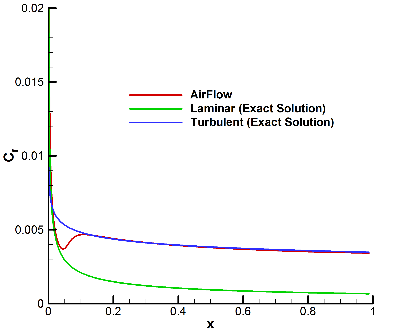 0.02
0.015
AirFlow
Laminar (Exact Solution)
Turbulent (Exact Solution)
0.01
Cf
0.005
0
0 0.2 0.4 0.6 0.8 1
x